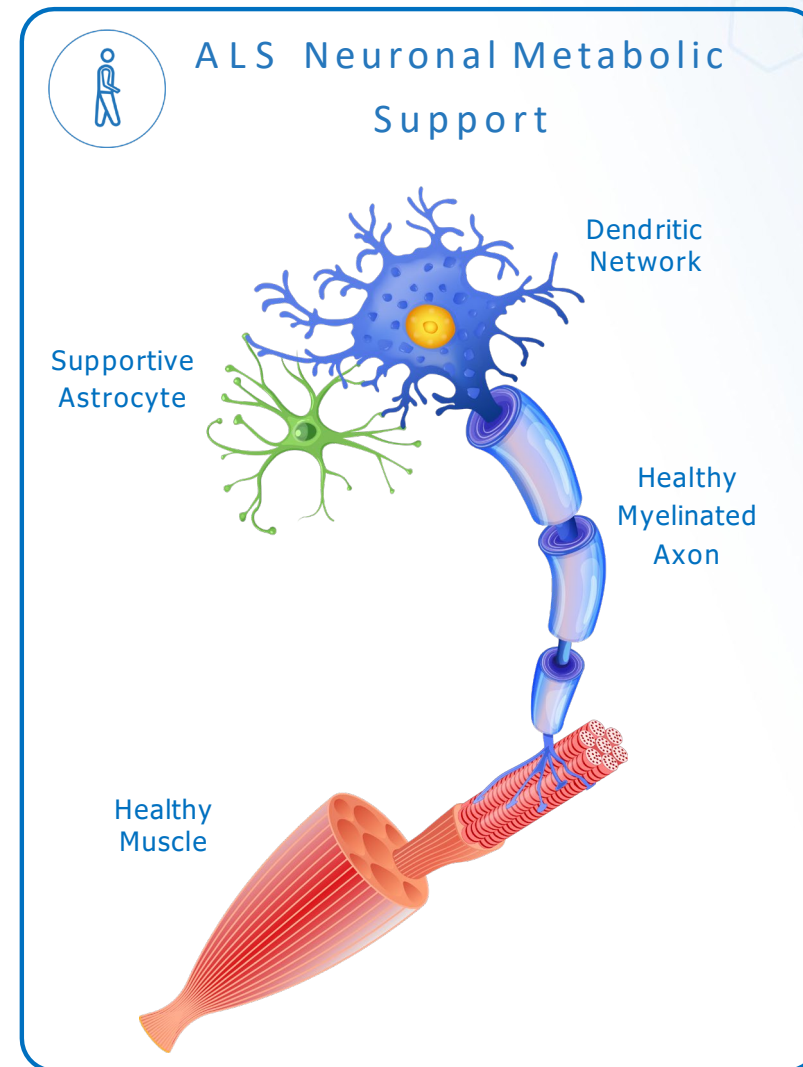 ALS Neuronal Metabolic
Support
Dendritic
Network
Supportive
Astrocyte
Healthy
Myelinated
Axon
Healthy
Muscle